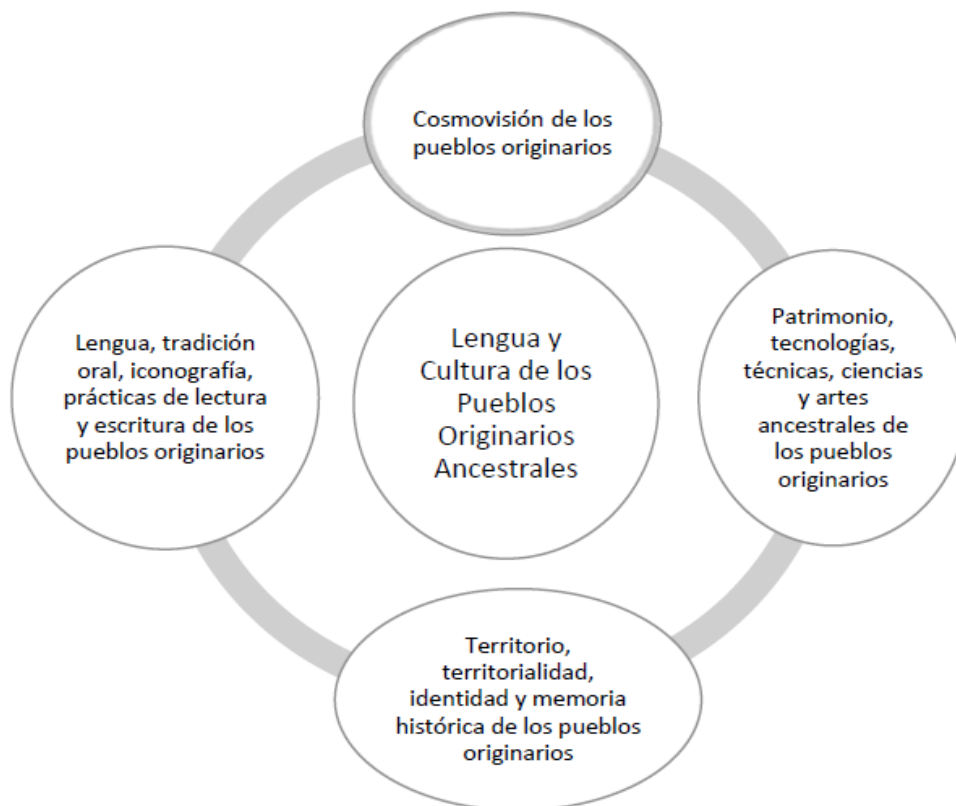 Cosmovisión de los
pueblos originarios
Lengua, tradición
oral, iconografía,
prácticas de lectura
y escritura de los
pueblos originarios
Lengua y
Cultura de los
Pueblos
Originarios
Ancestrales
Patrimonio,
tecnologías,
técnicas, ciencias
y artes
ancestrales de
los pueblos
originarios
Territorio,
territorialidad,
identidad y memoria
histórica de los pueblos
originarios